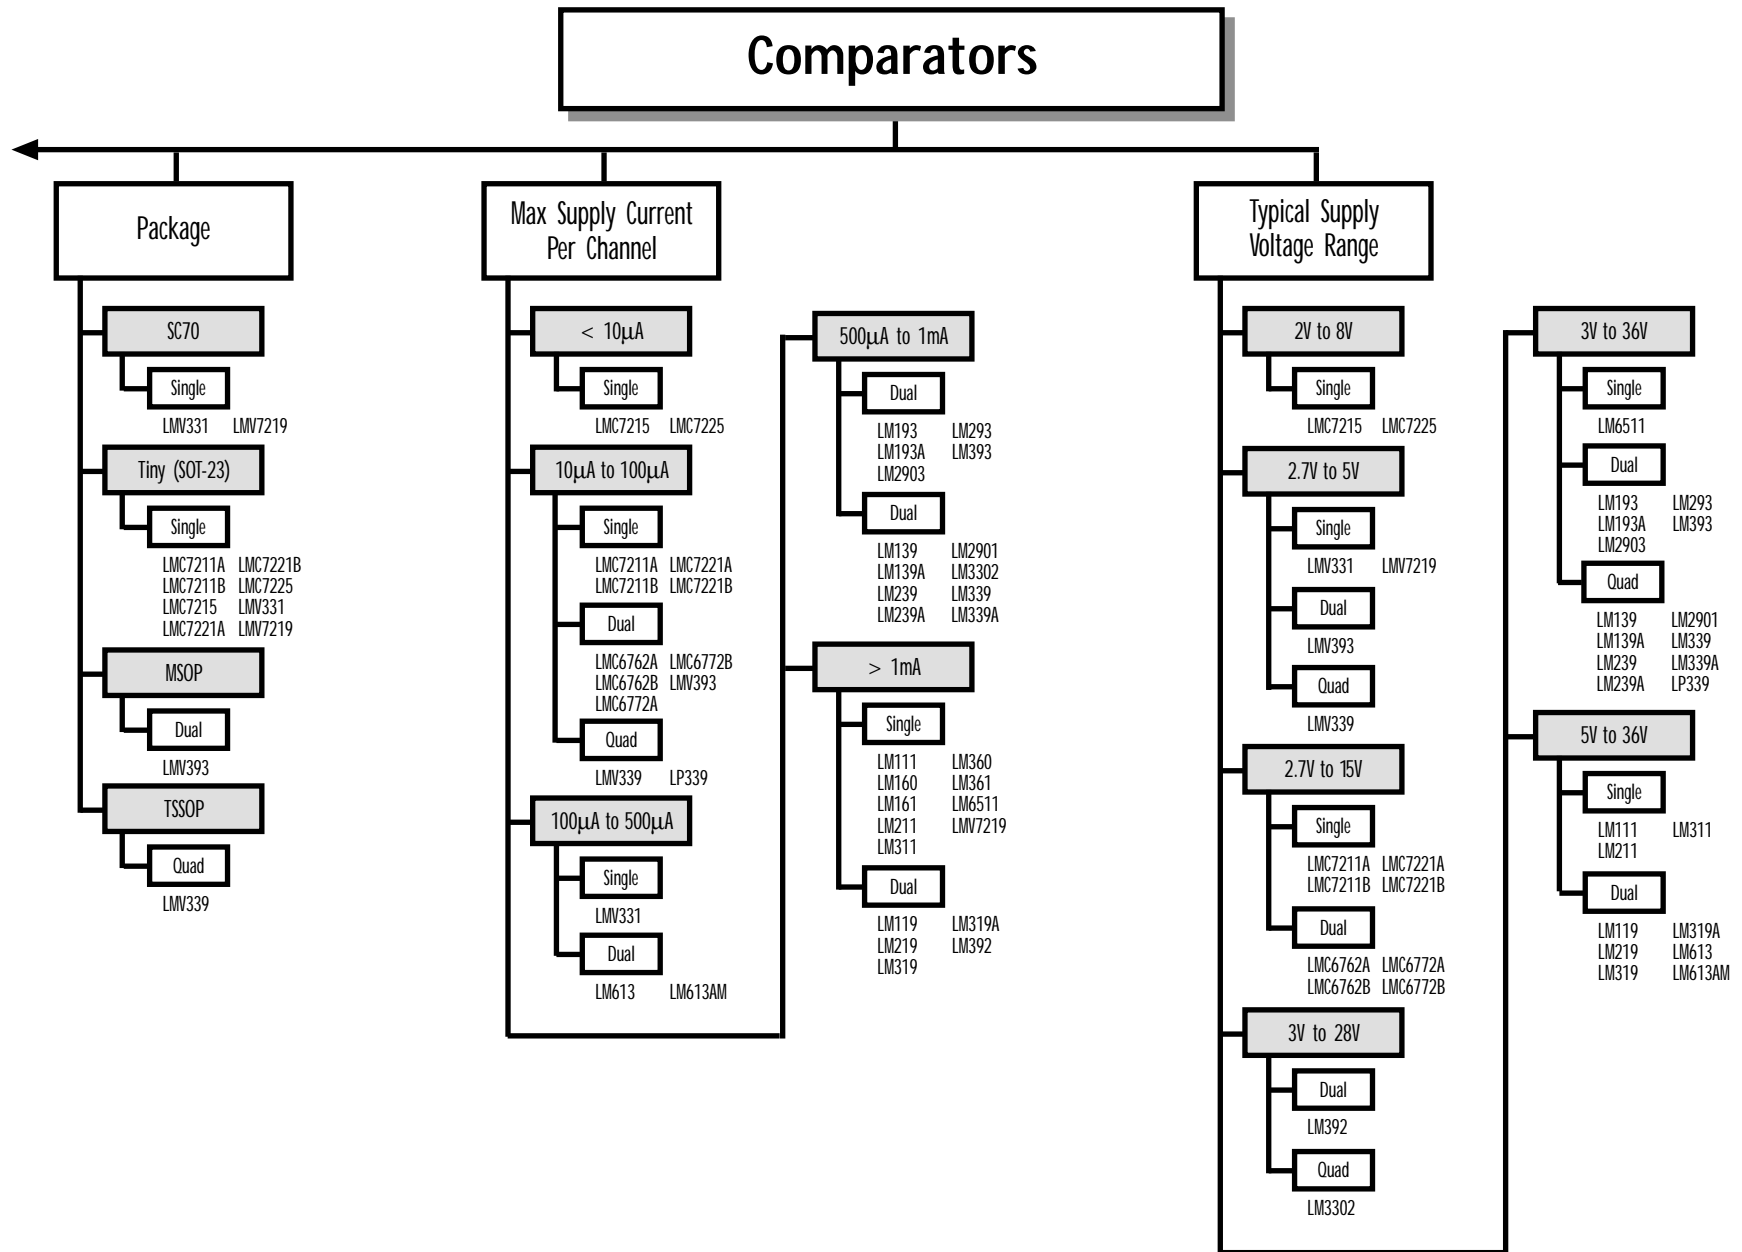 Comparators
Package
SC70
Single
LMV331 LMV7219
Tiny (SOT-23)
Single
LMC7211A LMC7221B
LMC7211B LMC7225
LMC7215 LMV331
LMC7221A LMV7219
MSOP
Dual
LMV393
TSSOP
Quad
LMV339
Max Supply Current
Per Channel
< 10µA
Single
LMC7215 LMC7225
10µA to 100µA
Single
LMC7211A LMC7221A
LMC7211B LMC7221B
Dual
LMC6762A LMC6772B
LMC6762B LMV393
LMC6772A
Quad
LMV339 LP339
100µA to 500µA
Single
LMV331
Dual
LM613 LM613AM
500µA to 1mA
Dual
LM193 LM293
LM193A LM393
LM2903
Dual
LM139 LM2901
LM139A LM3302
LM239 LM339
LM239A LM339A
> 1mA
Single
LM111 LM360
LM160 LM361
LM161 LM6511
LM211 LMV7219
LM311
Dual
LM119 LM319A
LM219 LM392
LM319
Typical Supply
Voltage Range
2V to 8V
Single
LMC7215 LMC7225
2.7V to 5V
Single
LMV331 LMV7219
Dual
LMV393
Quad
LMV339
2.7V to 15V
Single
LMC7211A LMC7221A
LMC7211B LMC7221B
Dual
LMC6762A LMC6772A
LMC6762B LMC6772B
3V to 28V
Dual
LM392
Quad
LM3302
3V to 36V
Single
LM6511
Dual
LM193 LM293
LM193A LM393
LM2903
Quad
LM139 LM2901
LM139A LM339
LM239 LM339A
LM239A LP339
5V to 36V
Single
LM111 LM311
LM211
Dual
LM119 LM319A
LM219 LM613
LM319 LM613AM